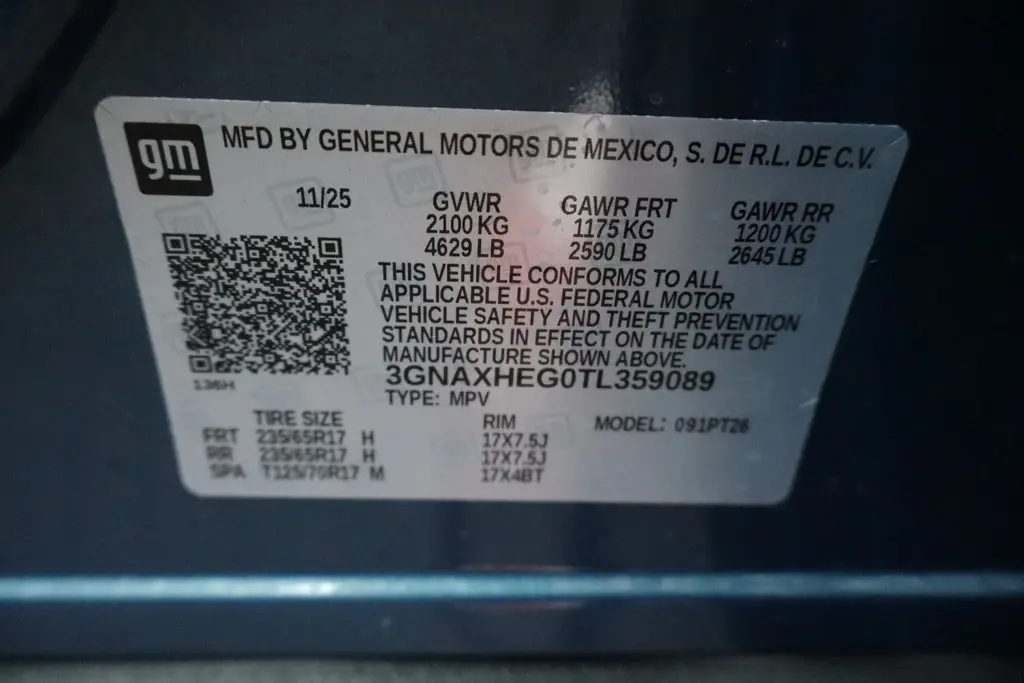 gm
MFD BY GENERAL MOTORS DE MEXICO, S. DE R.L. DE C.V.
11/25 GVWR GAWR FRT GAWR RR
2100 KG 1175 KG 1200 KG
4629 LB 2590 LB 2645 LB
THIS VEHICLE CONFORMS TO ALL
APPLICABLE U.S. FEDERAL MOTOR
VEHICLE SAFETY AND THEFT PREVENTION
STANDARDS IN EFFECT ON THE DATE OF
MANUFACTURE SHOWN ABOVE.
3GNAXHEG0TL359089
136H
TYPE: MPV
TIRE SIZE RIM MODEL: 091PT26
FRT 235/65R17 H 17X7.5J
RR 235/65R17 H 17X7.5J
SPA T125/70R17 M 17X4BT